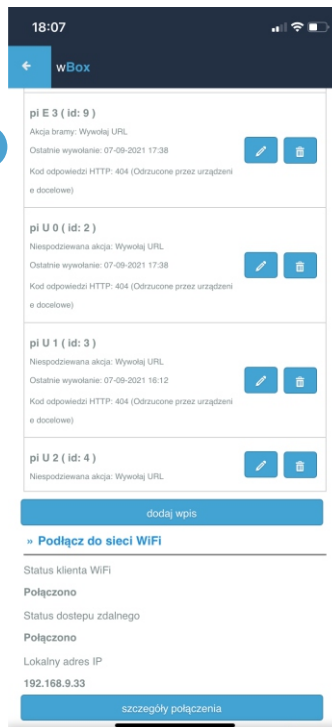 18:07
wBox
pi E 3 ( id: 9 )
Akcja bramy: Wywołaj URL
Ostatnie wywołanie: 07-09-2021 17:38
Kod odpowiedzi HTTP: 404 (Odrzucone przez urządzeni
e docelowe)
pi U 0 ( id: 2 )
Niespodziewana akcja: Wywołaj URL
Ostatnie wywołanie: 07-09-2021 17:38
Kod odpowiedzi HTTP: 404 (Odrzucone przez urządzeni
e docelowe)
pi U 1 ( id: 3 )
Niespodziewana akcja: Wywołaj URL
Ostatnie wywołanie: 07-09-2021 16:12
Kod odpowiedzi HTTP: 404 (Odrzucone przez urządzeni
e docelowe)
pi U 2 ( id: 4 )
Niespodziewana akcja: Wywołaj URL
dodaj wpis
» Podłącz do sieci WiFi
Status klienta WiFi
Połączono
Status dostepu zdalnego
Połączono
Lokalny adres IP
192.168.9.33
szczegóły połączenia